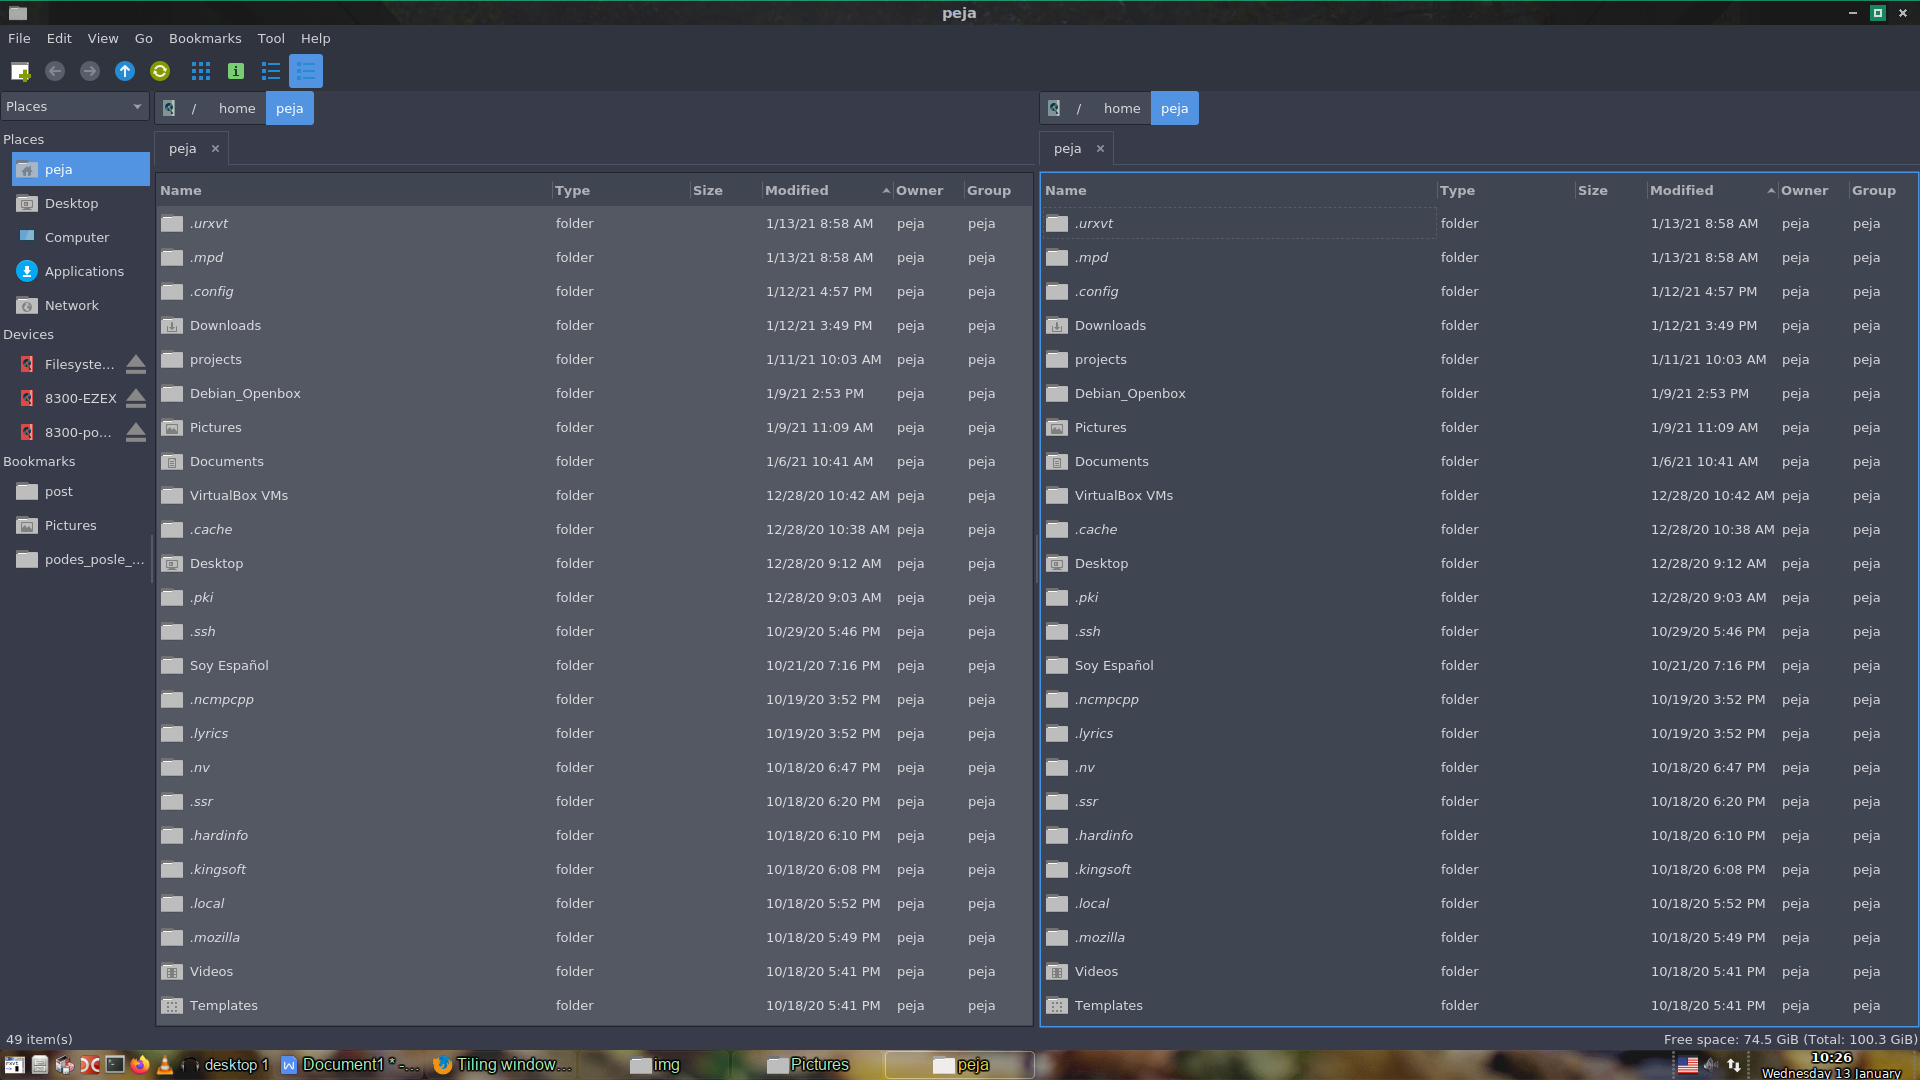 peja
File Edit View Go Bookmarks Tool Help
Places
/ home peja
/ home peja
Places
peja
peja
peja
Desktop
Computer
Applications
Network
Devices
Filesyste...
8300-EZEX
8300-po...
Bookmarks
post
Pictures
podes_posle_...
Name Type Size Modified Owner Group
.urxvt folder 1/13/21 8:58 AM peja peja
.mpd folder 1/13/21 8:58 AM peja peja
.config folder 1/12/21 4:57 PM peja peja
Downloads folder 1/12/21 3:49 PM peja peja
projects folder 1/11/21 10:03 AM peja peja
Debian_Openbox folder 1/9/21 2:53 PM peja peja
Pictures folder 1/9/21 11:09 AM peja peja
Documents folder 1/6/21 10:41 AM peja peja
VirtualBox VMs folder 12/28/20 10:42 AM peja peja
.cache folder 12/28/20 10:38 AM peja peja
Desktop folder 12/28/20 9:12 AM peja peja
.pki folder 12/28/20 9:03 AM peja peja
.ssh folder 10/29/20 5:46 PM peja peja
Soy Español folder 10/21/20 7:16 PM peja peja
.ncmpcpp folder 10/19/20 3:52 PM peja peja
.lyrics folder 10/19/20 3:52 PM peja peja
.nv folder 10/18/20 6:47 PM peja peja
.ssr folder 10/18/20 6:20 PM peja peja
.hardinfo folder 10/18/20 6:10 PM peja peja
.kingsoft folder 10/18/20 6:08 PM peja peja
.local folder 10/18/20 5:52 PM peja peja
.mozilla folder 10/18/20 5:49 PM peja peja
Videos folder 10/18/20 5:41 PM peja peja
Templates folder 10/18/20 5:41 PM peja peja
Name Type Size Modified Owner Group
.urxvt folder 1/13/21 8:58 AM peja peja
.mpd folder 1/13/21 8:58 AM peja peja
.config folder 1/12/21 4:57 PM peja peja
Downloads folder 1/12/21 3:49 PM peja peja
projects folder 1/11/21 10:03 AM peja peja
Debian_Openbox folder 1/9/21 2:53 PM peja peja
Pictures folder 1/9/21 11:09 AM peja peja
Documents folder 1/6/21 10:41 AM peja peja
VirtualBox VMs folder 12/28/20 10:42 AM peja peja
.cache folder 12/28/20 10:38 AM peja peja
Desktop folder 12/28/20 9:12 AM peja peja
.pki folder 12/28/20 9:03 AM peja peja
.ssh folder 10/29/20 5:46 PM peja peja
Soy Español folder 10/21/20 7:16 PM peja peja
.ncmpcpp folder 10/19/20 3:52 PM peja peja
.lyrics folder 10/19/20 3:52 PM peja peja
.nv folder 10/18/20 6:47 PM peja peja
.ssr folder 10/18/20 6:20 PM peja peja
.hardinfo folder 10/18/20 6:10 PM peja peja
.kingsoft folder 10/18/20 6:08 PM peja peja
.local folder 10/18/20 5:52 PM peja peja
.mozilla folder 10/18/20 5:49 PM peja peja
Videos folder 10/18/20 5:41 PM peja peja
Templates folder 10/18/20 5:41 PM peja peja
49 item(s)
Free space: 74.5 GiB (Total: 100.3 GiB)
desktop 1 Document1 * -... Tiling window... img Pictures peja
10:26
Wednesday 13 January